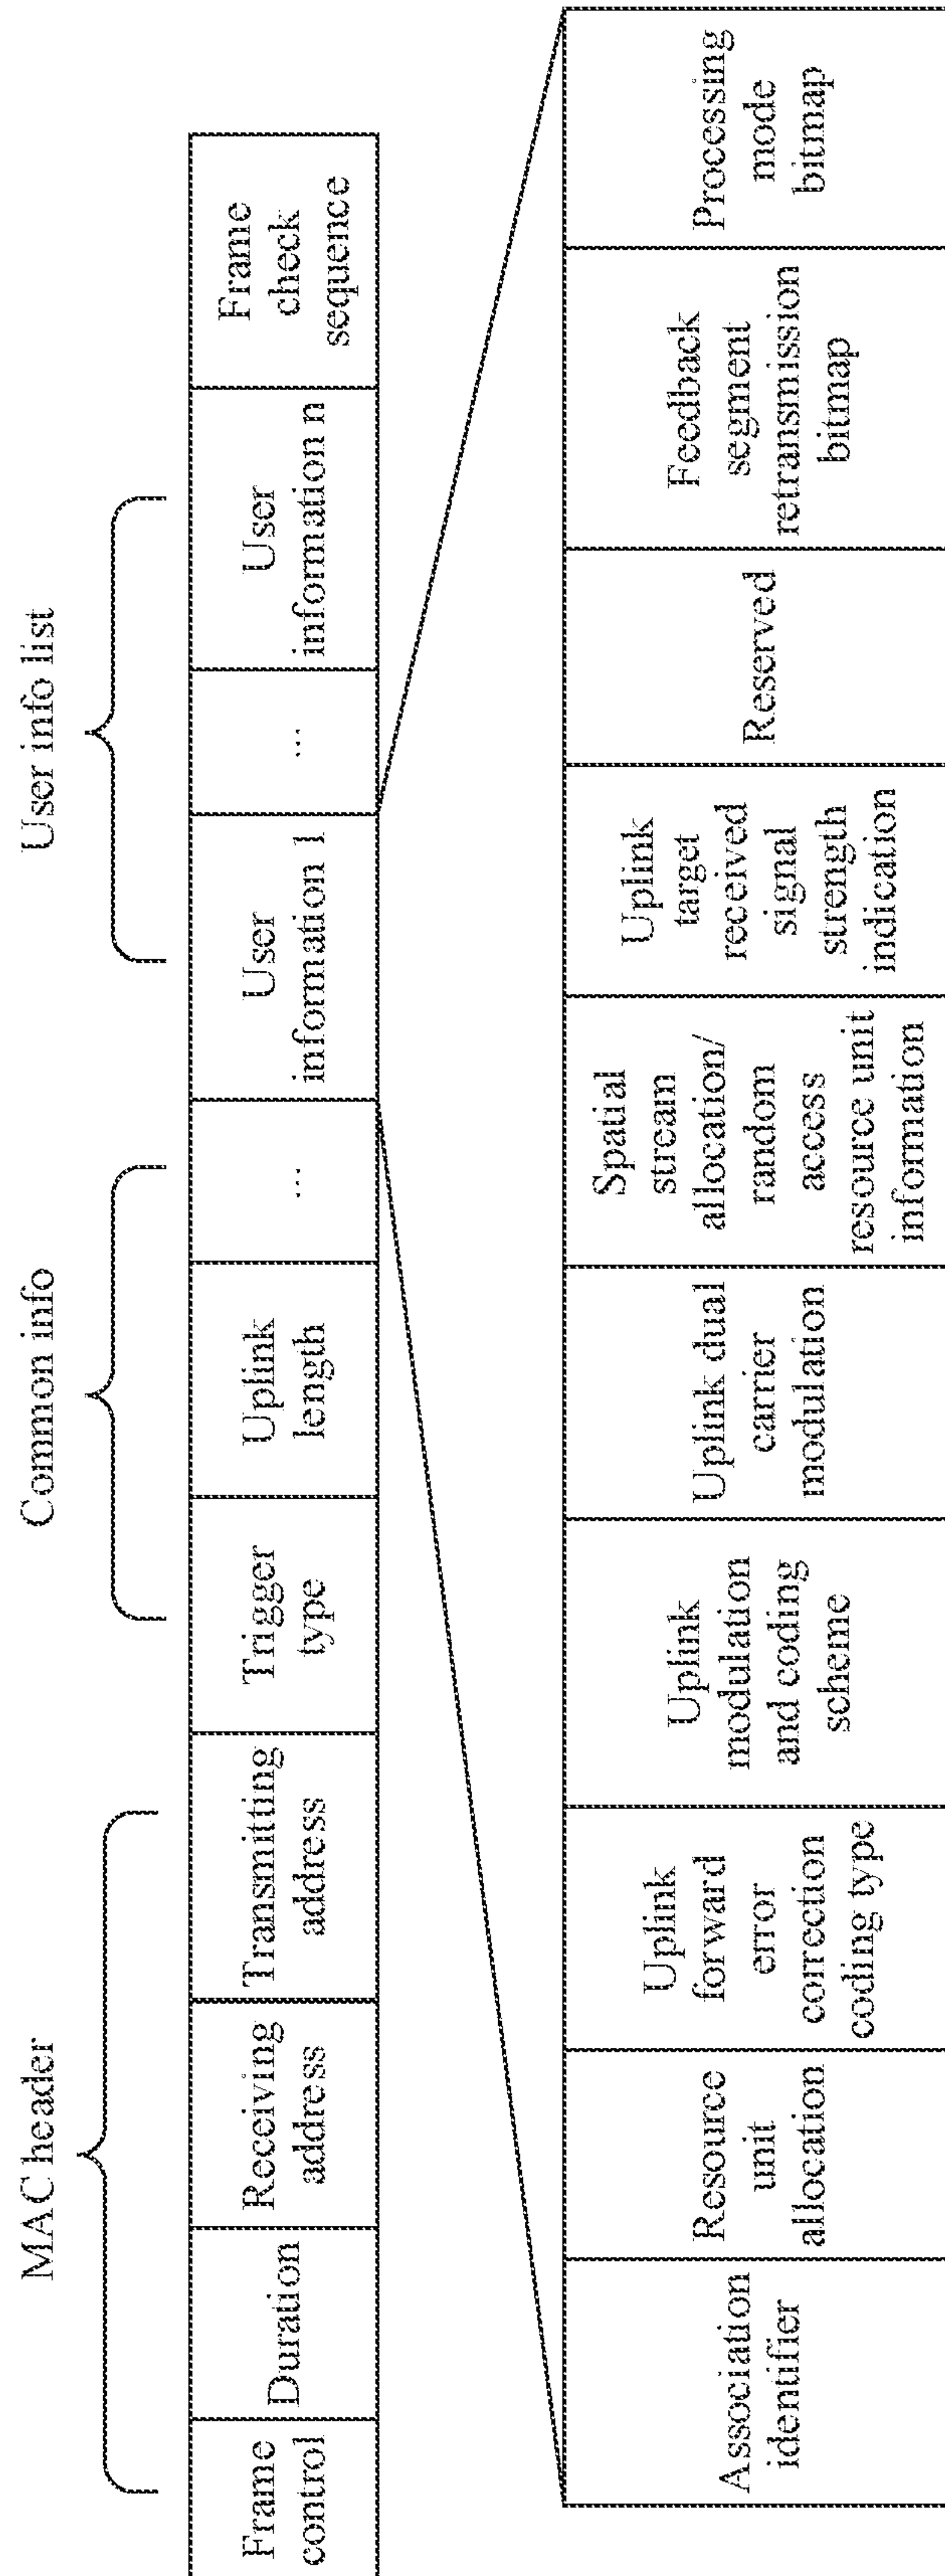 MAC header
Common info
User info list
Frame
control
Duration
Receiving
address
Transmitting
address
Trigger
type
Uplink
length
...
User
information 1
...
User
information n
Frame
check
sequence
Association
identifier
Resource
unit
allocation
Uplink
forward
error
correction
coding type
Uplink
modulation
and coding
scheme
Uplink dual
carrier
modulation
Spatial
stream
allocation/
random
access
resource unit
information
Uplink
target
received
signal
strength
indication
Reserved
Feedback
segment
retransmission
bitmap
Processing
mode
bitmap